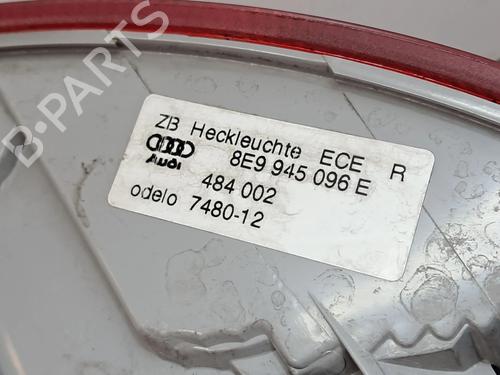 ZB Heckleuchte ECE R
Audi 8E9 945 096 E
484 002
odelo 7480-12
B-PARTS